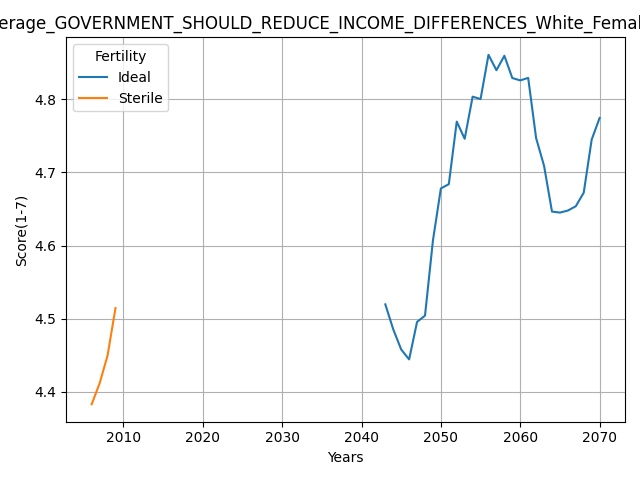 erage_GOVERNMENT_SHOULD_REDUCE_INCOME_DIFFERENCES_White_Femal
Fertility
Ideal
Sterile
Score(1-7)
4.8
4.7
4.6
4.5
4.4
2010 2020 2030 2040 2050 2060 2070
Years